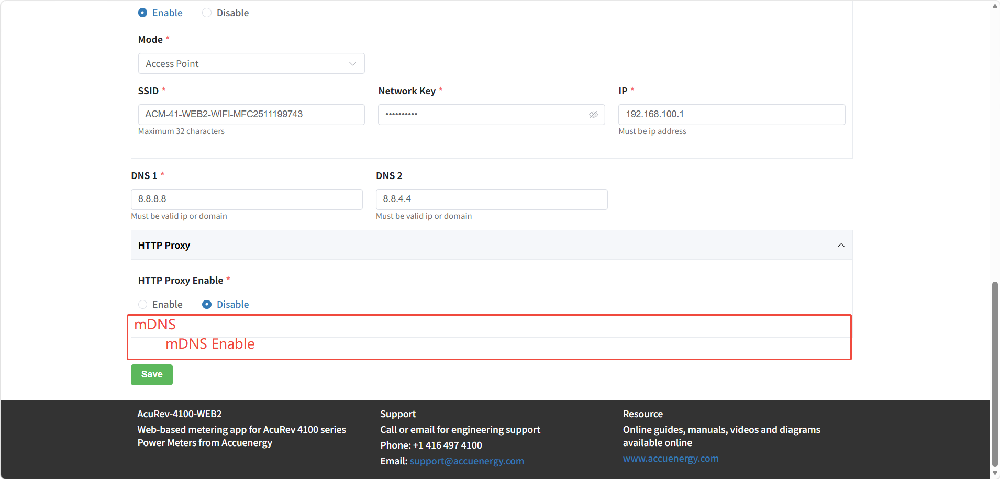 Enable Disable
Mode *
Access Point
SSID * Network Key * IP *
ACM-41-WEB2-WIFI-MFC2511199743 •••••••••• 192.168.100.1
Maximum 32 characters Must be ip address
DNS 1 * DNS 2
8.8.8.8 8.8.4.4
Must be valid ip or domain Must be valid ip or domain
HTTP Proxy
HTTP Proxy Enable *
Enable Disable
mDNS
mDNS Enable
Save
AcuRev-4100-WEB2
Web-based metering app for AcuRev 4100 series
Power Meters from Accuenergy
Support
Call or email for engineering support
Phone: +1 416 497 4100
Email: support@accuenergy.com
Resource
Online guides, manuals, videos and diagrams
available online
www.accuenergy.com